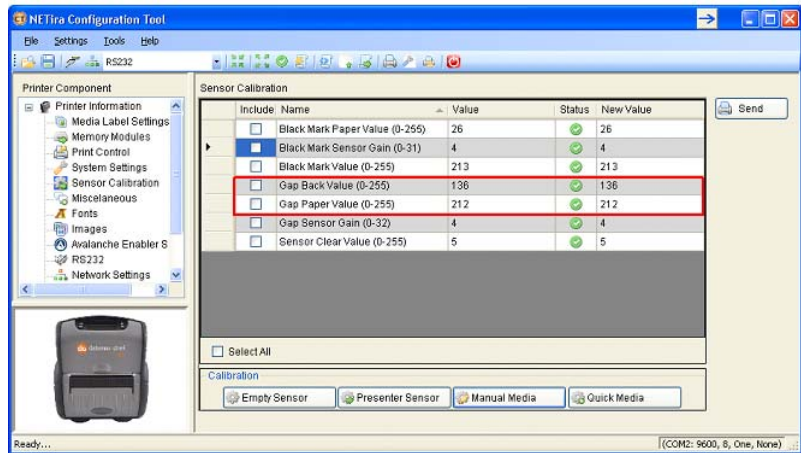 NETira Configuration Tool
File Settings Tools Help
RS232
Printer Component
Printer Information
Media Label Settings
Memory Modules
Print Control
System Settings
Sensor Calibration
Miscellaneous
Fonts
Images
Avalanche Enabler S
RS232
Network Settings
Sensor Calibration
Include Name Value Status New Value
Black Mark Paper Value (0-255) 26 26
Black Mark Sensor Gain (0-31) 4 4
Black Mark Value (0-255) 213 213
Gap Back Value (0-255) 136 136
Gap Paper Value (0-255) 212 212
Gap Sensor Gain (0-32) 4 4
Sensor Clear Value (0-255) 5 5
Select All
Calibration
Empty Sensor Presenter Sensor Manual Media Quick Media
Send
Ready...
(COM2: 9600, 8, One, None)